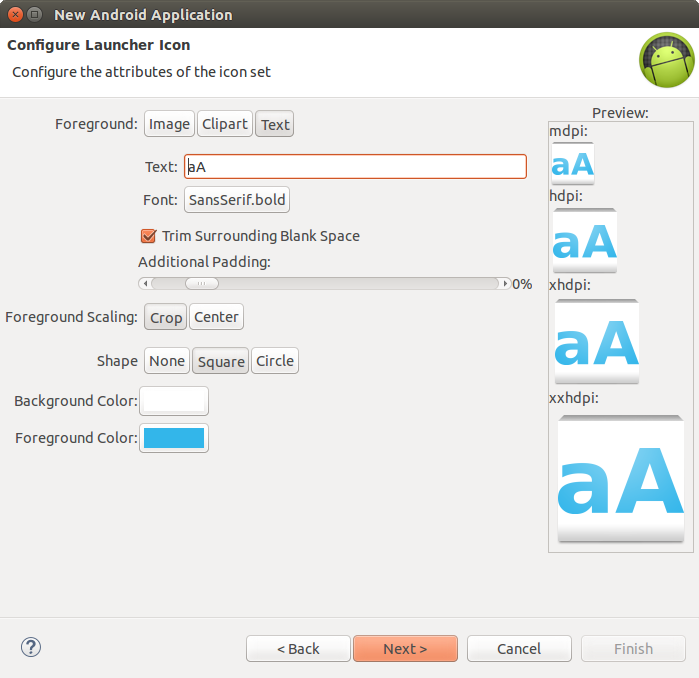 New Android Application
Configure Launcher Icon
Configure the attributes of the icon set
Foreground: Image Clipart Text
Text: aA
Font: SansSerif.bold
Trim Surrounding Blank Space
Additional Padding:
0%
Foreground Scaling: Crop Center
Shape None Square Circle
Background Color:
Foreground Color:
Preview:
mdpi:
aA
hdpi:
aA
xhdpi:
aA
xxhdpi:
aA
? < Back Next > Cancel Finish